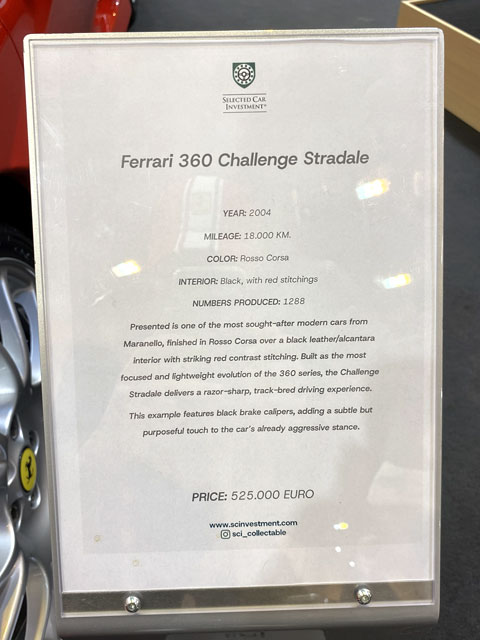 SELECTED CAR
INVESTMENT®
Ferrari 360 Challenge Stradale
YEAR: 2004
MILEAGE: 18.000 KM.
COLOR: Rosso Corsa
INTERIOR: Black, with red stitchings
NUMBERS PRODUCED: 1288
Presented is one of the most sought-after modern cars from
Maranello, finished in Rosso Corsa over a black leather/alcantara
interior with striking red contrast stitching. Built as the most
focused and lightweight evolution of the 360 series, the Challenge
Stradale delivers a razor-sharp, track-bred driving experience.
This example features black brake calipers, adding a subtle but
purposeful touch to the car's already aggressive stance.
PRICE: 525.000 EURO
www.scinvestment.com
sci_collectable